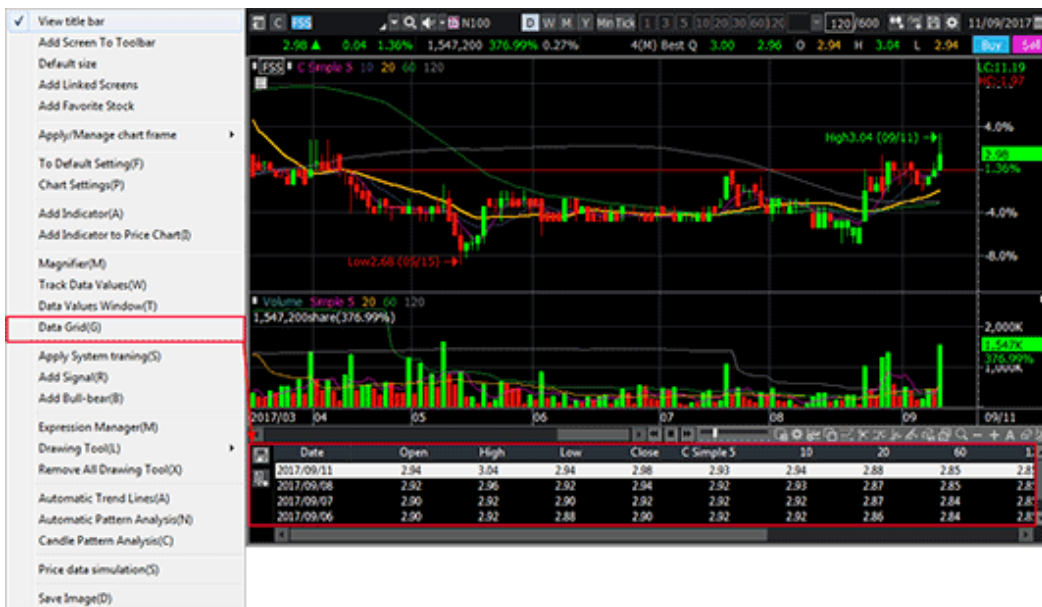 View title bar
Add Screen To Toolbar
Default size
Add Linked Screens
Add Favorite Stock
Apply/Manage chart frame
To Default Setting(F)
Chart Settings(P)
Add Indicator(A)
Add Indicator to Price Chart(I)
Magnifier(M)
Track Data Values(W)
Data Values Window(T)
Data Grid(G)
Apply System traning(S)
Add Signal(R)
Add Bull-bear(B)
Expression Manager(M)
Drawing Tool(L)
Remove All Drawing Tool(X)
Automatic Trend Lines(A)
Automatic Pattern Analysis(N)
Candle Pattern Analysis(C)
Price data simulation(S)
Save Image(D)
C FSS N100 D W M Y Min Tick 1 3 5 10 20 30 60 120 120/600 11/09/2017
2.98 ▲ 0.04 1.36% 1,547,200 376.99% 0.27% 4(M) Best Q 3.00 2.96 O 2.94 H 3.04 L 2.94 Buy Sell
FSS C Simple 5 10 20 60 120
LC:11.19
HC:-1.97
High3.04 (09/11)
4.0%
2.98
1.36%
-4.0%
Low2.68 (05/15)
-8.0%
Volume Simple 5 20 60 120
1,547,200share(376.99%)
2,000K
1,547K
376.99%
1,000K
2017/03 04 05 06 07 08 09 09/11
Date Open High Low Close C Simple 5 10 20 60
2017/09/11 2.94 3.04 2.94 2.98 2.93 2.94 2.88 2.85
2017/09/08 2.92 2.96 2.92 2.94 2.92 2.93 2.87 2.85
2017/09/07 2.90 2.92 2.90 2.92 2.92 2.92 2.87 2.84
2017/09/06 2.90 2.92 2.88 2.90 2.92 2.92 2.86 2.84